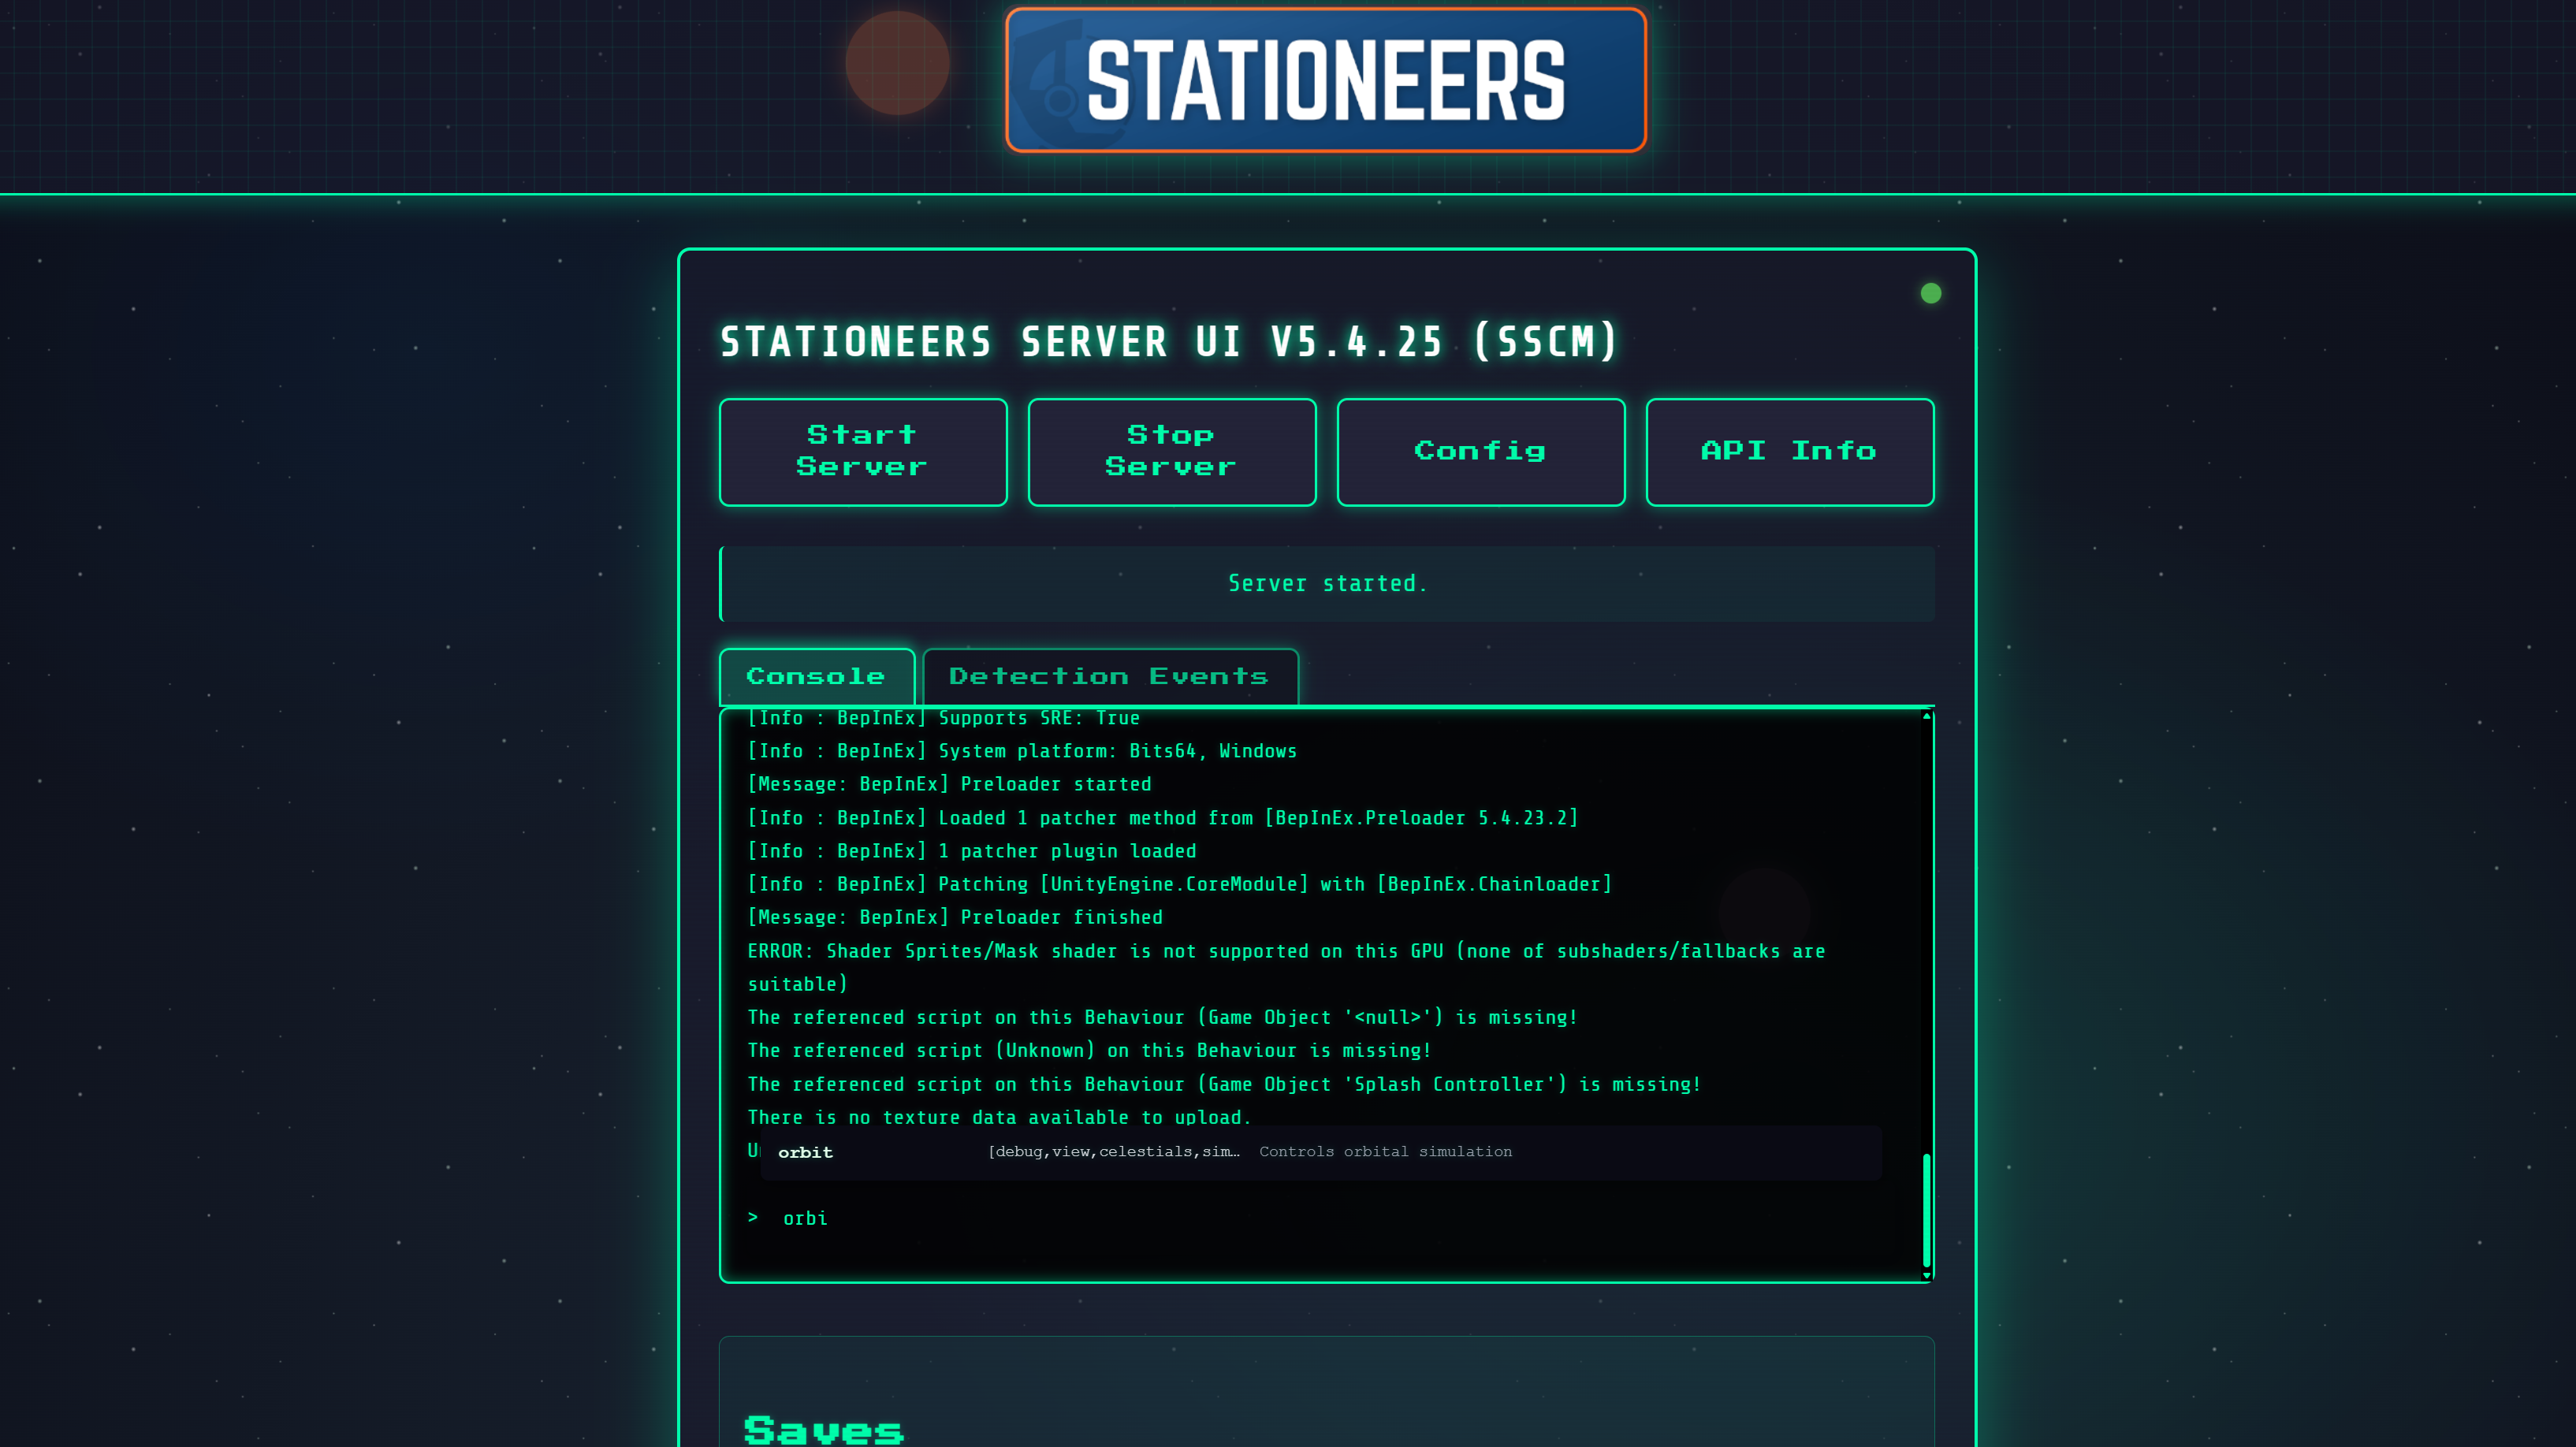 STATIONEERS
STATIONEERS SERVER UI V5.4.25 (SSCM)
Start
Server
Stop
Server
Config
API Info
Server started.
Console
Detection Events
[Info : BepInEx] Supports SRE: True
[Info : BepInEx] System platform: Bits64, Windows
[Message: BepInEx] Preloader started
[Info : BepInEx] Loaded 1 patcher method from [BepInEx.Preloader 5.4.23.2]
[Info : BepInEx] 1 patcher plugin loaded
[Info : BepInEx] Patching [UnityEngine.CoreModule] with [BepInEx.Chainloader]
[Message: BepInEx] Preloader finished
ERROR: Shader Sprites/Mask shader is not supported on this GPU (none of subshaders/fallbacks are
suitable)
The referenced script on this Behaviour (Game Object '<null>') is missing!
The referenced script (Unknown) on this Behaviour is missing!
The referenced script on this Behaviour (Game Object 'Splash Controller') is missing!
There is no texture data available to upload.
orbit [debug,view,celestials,sim… Controls orbital simulation
> orbi
Saves